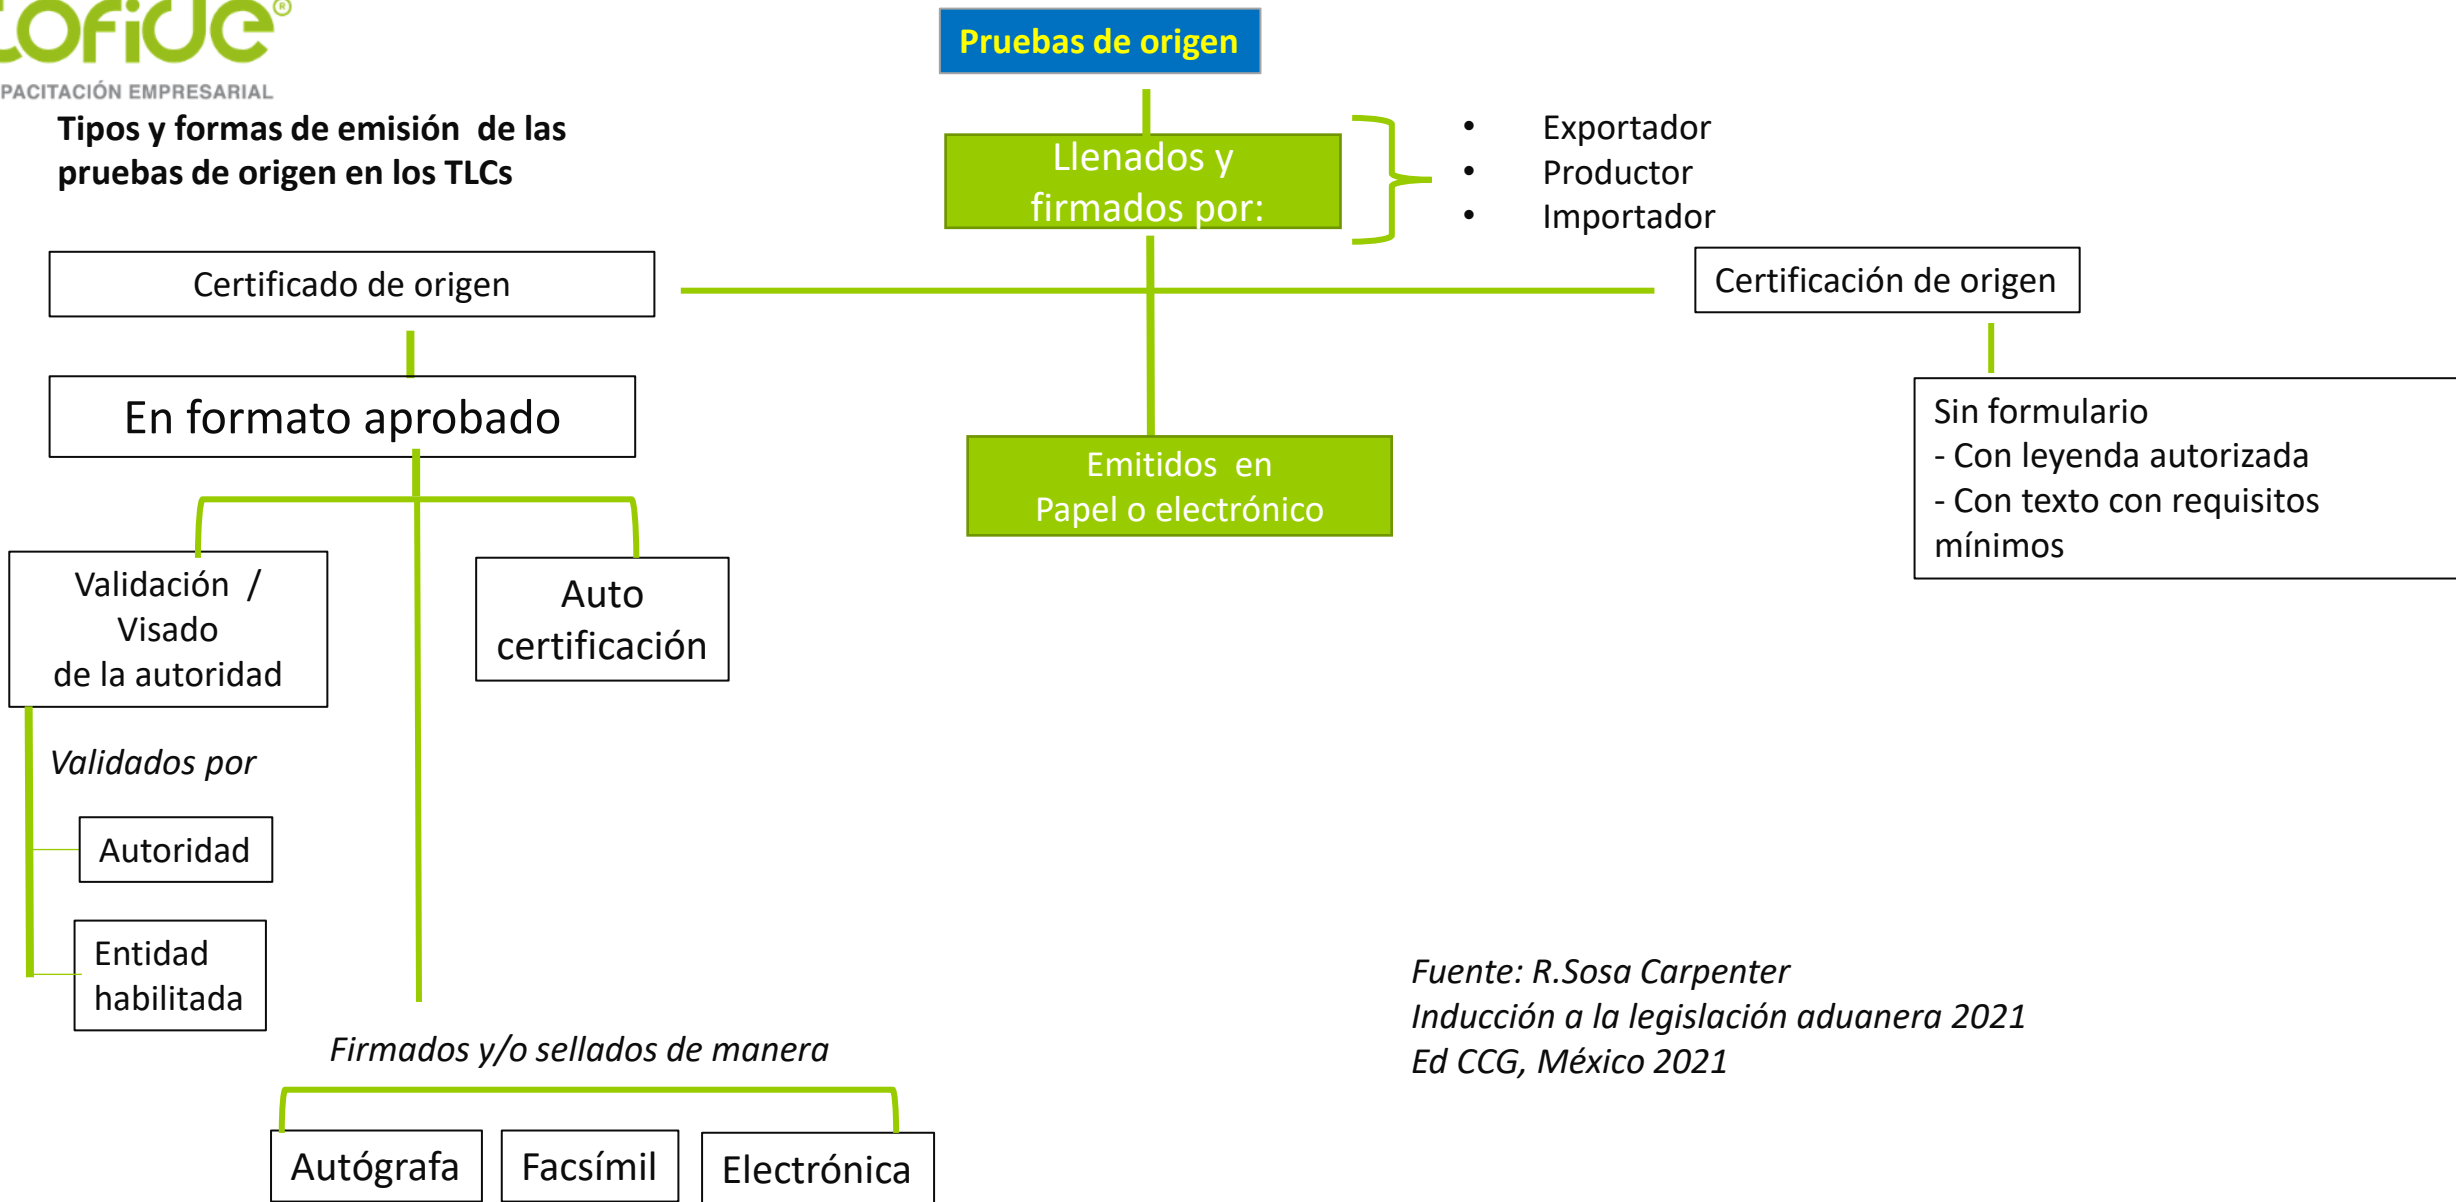 cofide®
PACITACIÓN EMPRESARIAL
Tipos y formas de emisión de las
pruebas de origen en los TLCs
Pruebas de origen
Llenados y
firmados por:
• Exportador
• Productor
• Importador
Certificado de origen
Certificación de origen
En formato aprobado
Emitidos en
Papel o electrónico
Sin formulario
- Con leyenda autorizada
- Con texto con requisitos
mínimos
Validación /
Visado
de la autoridad
Auto
certificación
Validados por
Autoridad
Entidad
habilitada
Firmados y/o sellados de manera
Autógrafa
Facsímil
Electrónica
Fuente: R.Sosa Carpenter
Inducción a la legislación aduanera 2021
Ed CCG, México 2021